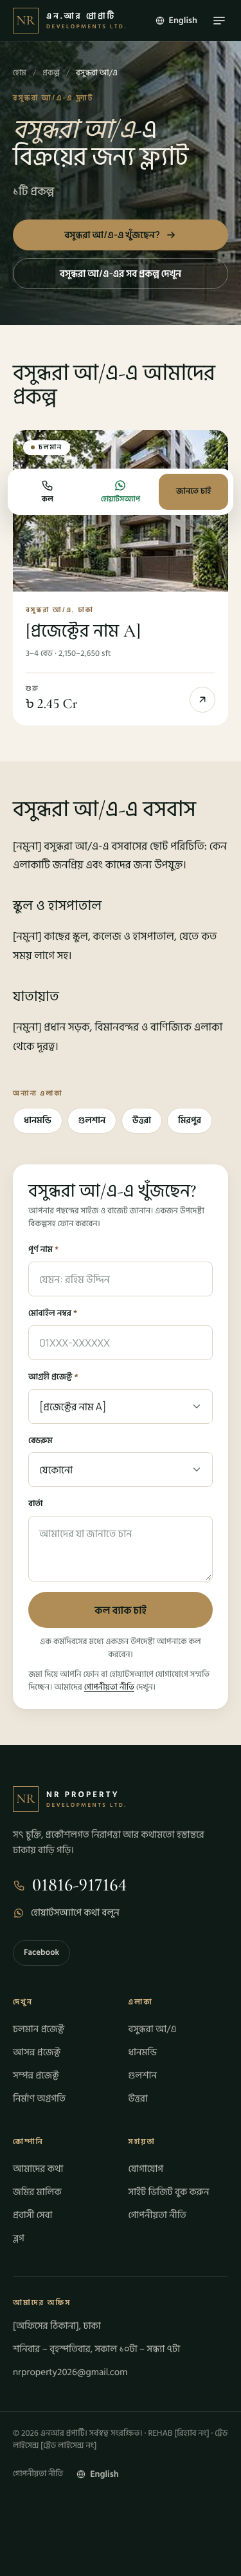 NR
এন.আর প্রোপার্টি
DEVELOPMENTS LTD.
English
হোম / প্রকল্প / বসুন্ধরা আ/এ
বসুন্ধরা আ/এ-এ ফ্ল্যাট
বসুন্ধরা আ/এ-এ
বিক্রয়ের জন্য ফ্ল্যাট
১টি প্রকল্প
বসুন্ধরা আ/এ-এ খুঁজছেন? →
বসুন্ধরা আ/এ-এর সব প্রকল্প দেখুন
বসুন্ধরা আ/এ-এ আমাদের
প্রকল্প
চলমান
কল
হোয়াটসঅ্যাপ
জানতে চাই
বসুন্ধরা আ/এ, ঢাকা
[প্রজেক্টের নাম A]
3–4 বেড · 2,150–2,650 sft
শুরু
৳ 2.45 Cr
বসুন্ধরা আ/এ-এ বসবাস
[নমুনা] বসুন্ধরা আ/এ-এ বসবাসের ছোট পরিচিতি: কেন
এলাকাটি জনপ্রিয় এবং কাদের জন্য উপযুক্ত।
স্কুল ও হাসপাতাল
[নমুনা] কাছের স্কুল, কলেজ ও হাসপাতাল, যেতে কত
সময় লাগে সহ।
যাতায়াত
[নমুনা] প্রধান সড়ক, বিমানবন্দর ও বাণিজ্যিক এলাকা
থেকে দূরত্ব।
অন্যান্য এলাকা
ধানমন্ডি
গুলশান
উত্তরা
মিরপুর
বসুন্ধরা আ/এ-এ খুঁজছেন?
আপনার পছন্দের সাইজ ও বাজেট জানান। একজন উপদেষ্টা
বিকল্পসহ ফোন করবেন।
পূর্ণ নাম *
যেমন: রহিম উদ্দিন
মোবাইল নম্বর *
01XXX-XXXXXX
আগ্রহী প্রজেক্ট *
[প্রজেক্টের নাম A]
বেডরুম
যেকোনো
বার্তা
আমাদের যা জানাতে চান
কল ব্যাক চাই
এক কর্মদিবসের মধ্যে একজন উপদেষ্টা আপনাকে কল
করবেন।
জমা দিয়ে আপনি ফোন বা হোয়াটসঅ্যাপে যোগাযোগে সম্মতি
দিচ্ছেন। আমাদের গোপনীয়তা নীতি দেখুন।
NR
NR PROPERTY
DEVELOPMENTS LTD.
সৎ চুক্তি, প্রকৌশলগত নিরাপত্তা আর কথামতো হস্তান্তরে
ঢাকায় বাড়ি গড়ি।
01816-917164
হোয়াটসঅ্যাপে কথা বলুন
Facebook
দেখুন
চলমান প্রজেক্ট
আসন্ন প্রজেক্ট
সম্পন্ন প্রজেক্ট
নির্মাণ অগ্রগতি
এলাকা
বসুন্ধরা আ/এ
ধানমন্ডি
গুলশান
উত্তরা
কোম্পানি
আমাদের কথা
জমির মালিক
প্রবাসী সেবা
ব্লগ
সহায়তা
যোগাযোগ
সাইট ভিজিট বুক করুন
গোপনীয়তা নীতি
আমাদের অফিস
[অফিসের ঠিকানা], ঢাকা
শনিবার – বৃহস্পতিবার, সকাল ১০টা – সন্ধ্যা ৭টা
nrproperty2026@gmail.com
© 2026 এনআর প্রপার্টি। সর্বস্বত্ব সংরক্ষিত। · REHAB [রিহ্যাব নং] · ট্রেড
লাইসেন্স [ট্রেড লাইসেন্স নং]
গোপনীয়তা নীতি
English